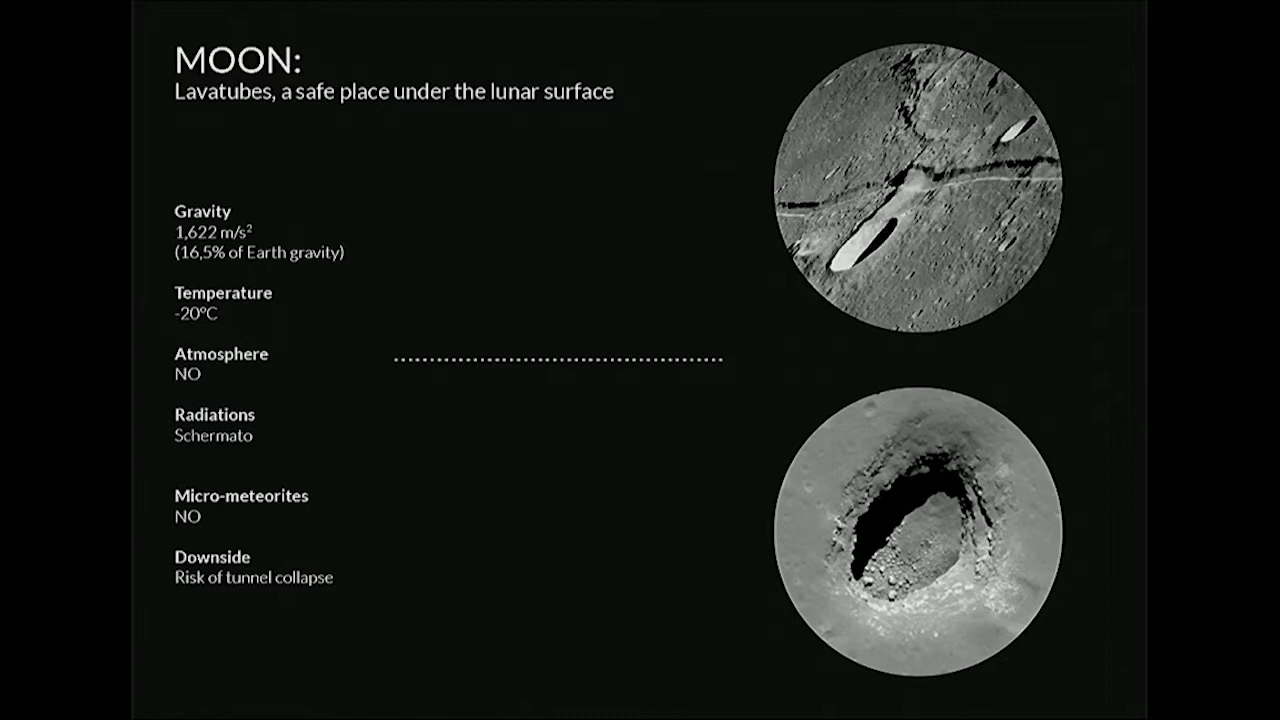 MOON:
Lavatubes, a safe place under the lunar surface
Gravity
1,622 m/s²
(16,5% of Earth gravity)
Temperature
-20°C
Atmosphere
NO
Radiations
Schermato
Micro-meteorites
NO
Downside
Risk of tunnel collapse